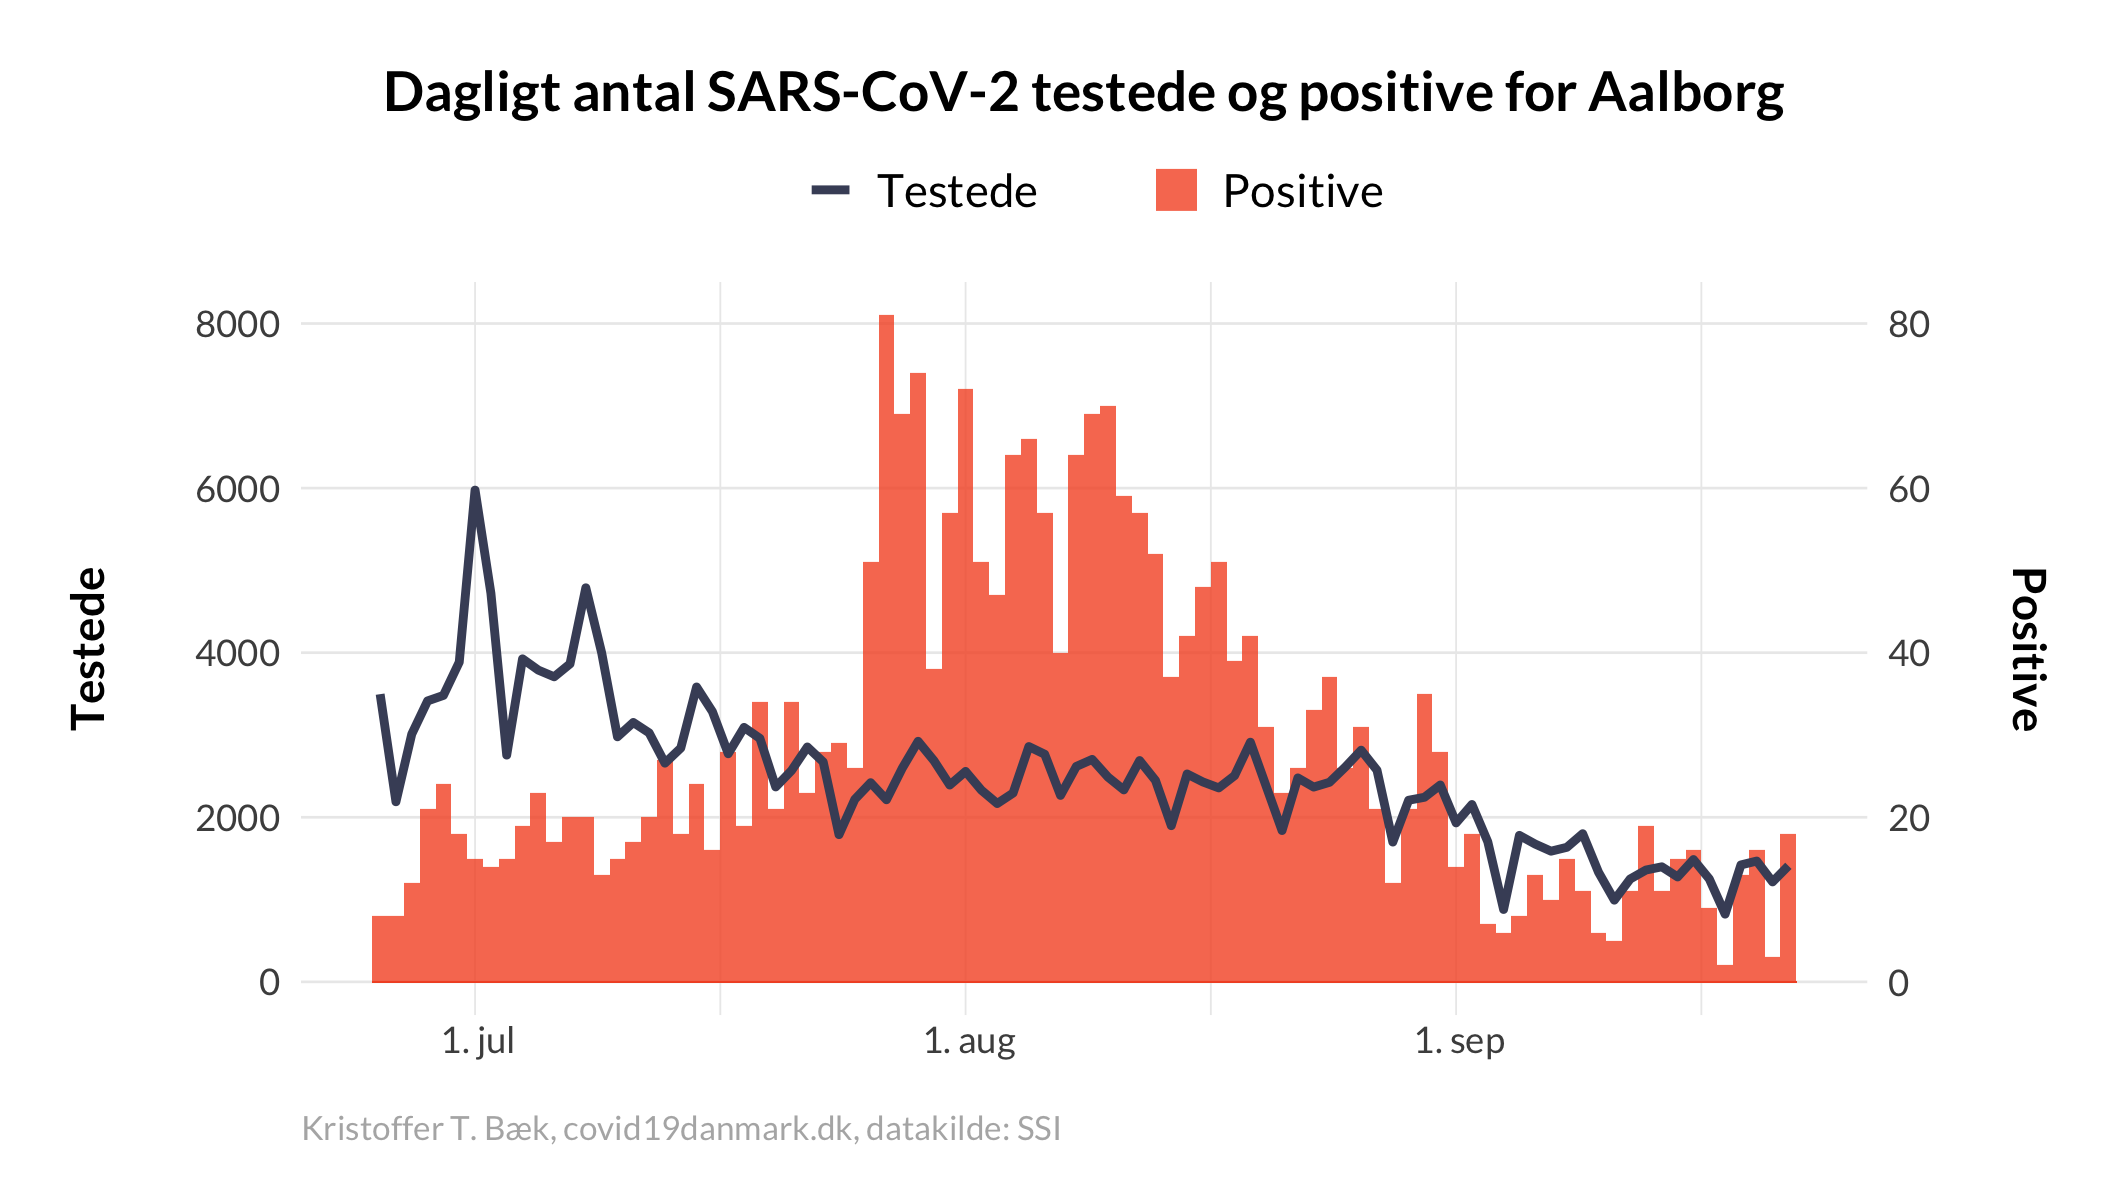 Dagligt antal SARS-CoV-2 testede og positive for Aalborg
Testede
Positive
8000
6000
4000
2000
0
80
60
40
20
0
Testede
Positive
1. jul
1. aug
1. sep
Kristoffer T. Bæk, covid19danmark.dk, datakilde: SSI